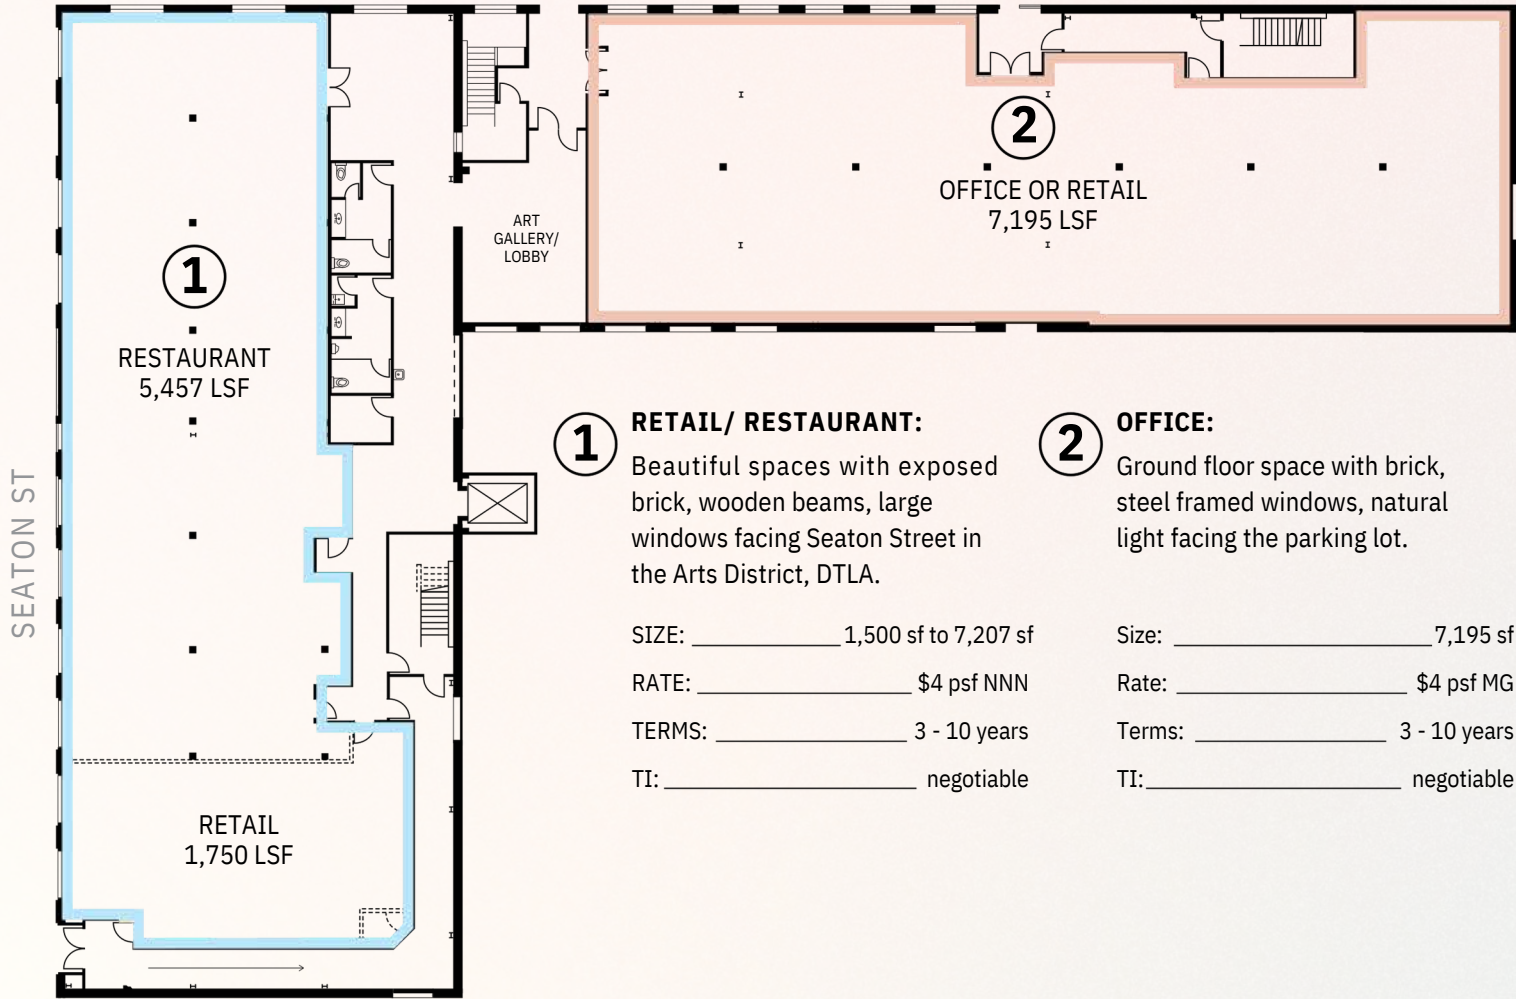 1
RESTAURANT
5,457 LSF
SEATON ST
RETAIL
1,750 LSF
ART
GALLERY/
LOBBY
2
OFFICE OR RETAIL
7,195 LSF
1
RETAIL/ RESTAURANT:
Beautiful spaces with exposed
brick, wooden beams, large
windows facing Seaton Street in
the Arts District, DTLA.
SIZE: 1,500 sf to 7,207 sf
RATE: $4 psf NNN
TERMS: 3 - 10 years
TI: negotiable
2
OFFICE:
Ground floor space with brick,
steel framed windows, natural
light facing the parking lot.
Size: 7,195 sf
Rate: $4 psf MG
Terms: 3 - 10 years
TI: negotiable